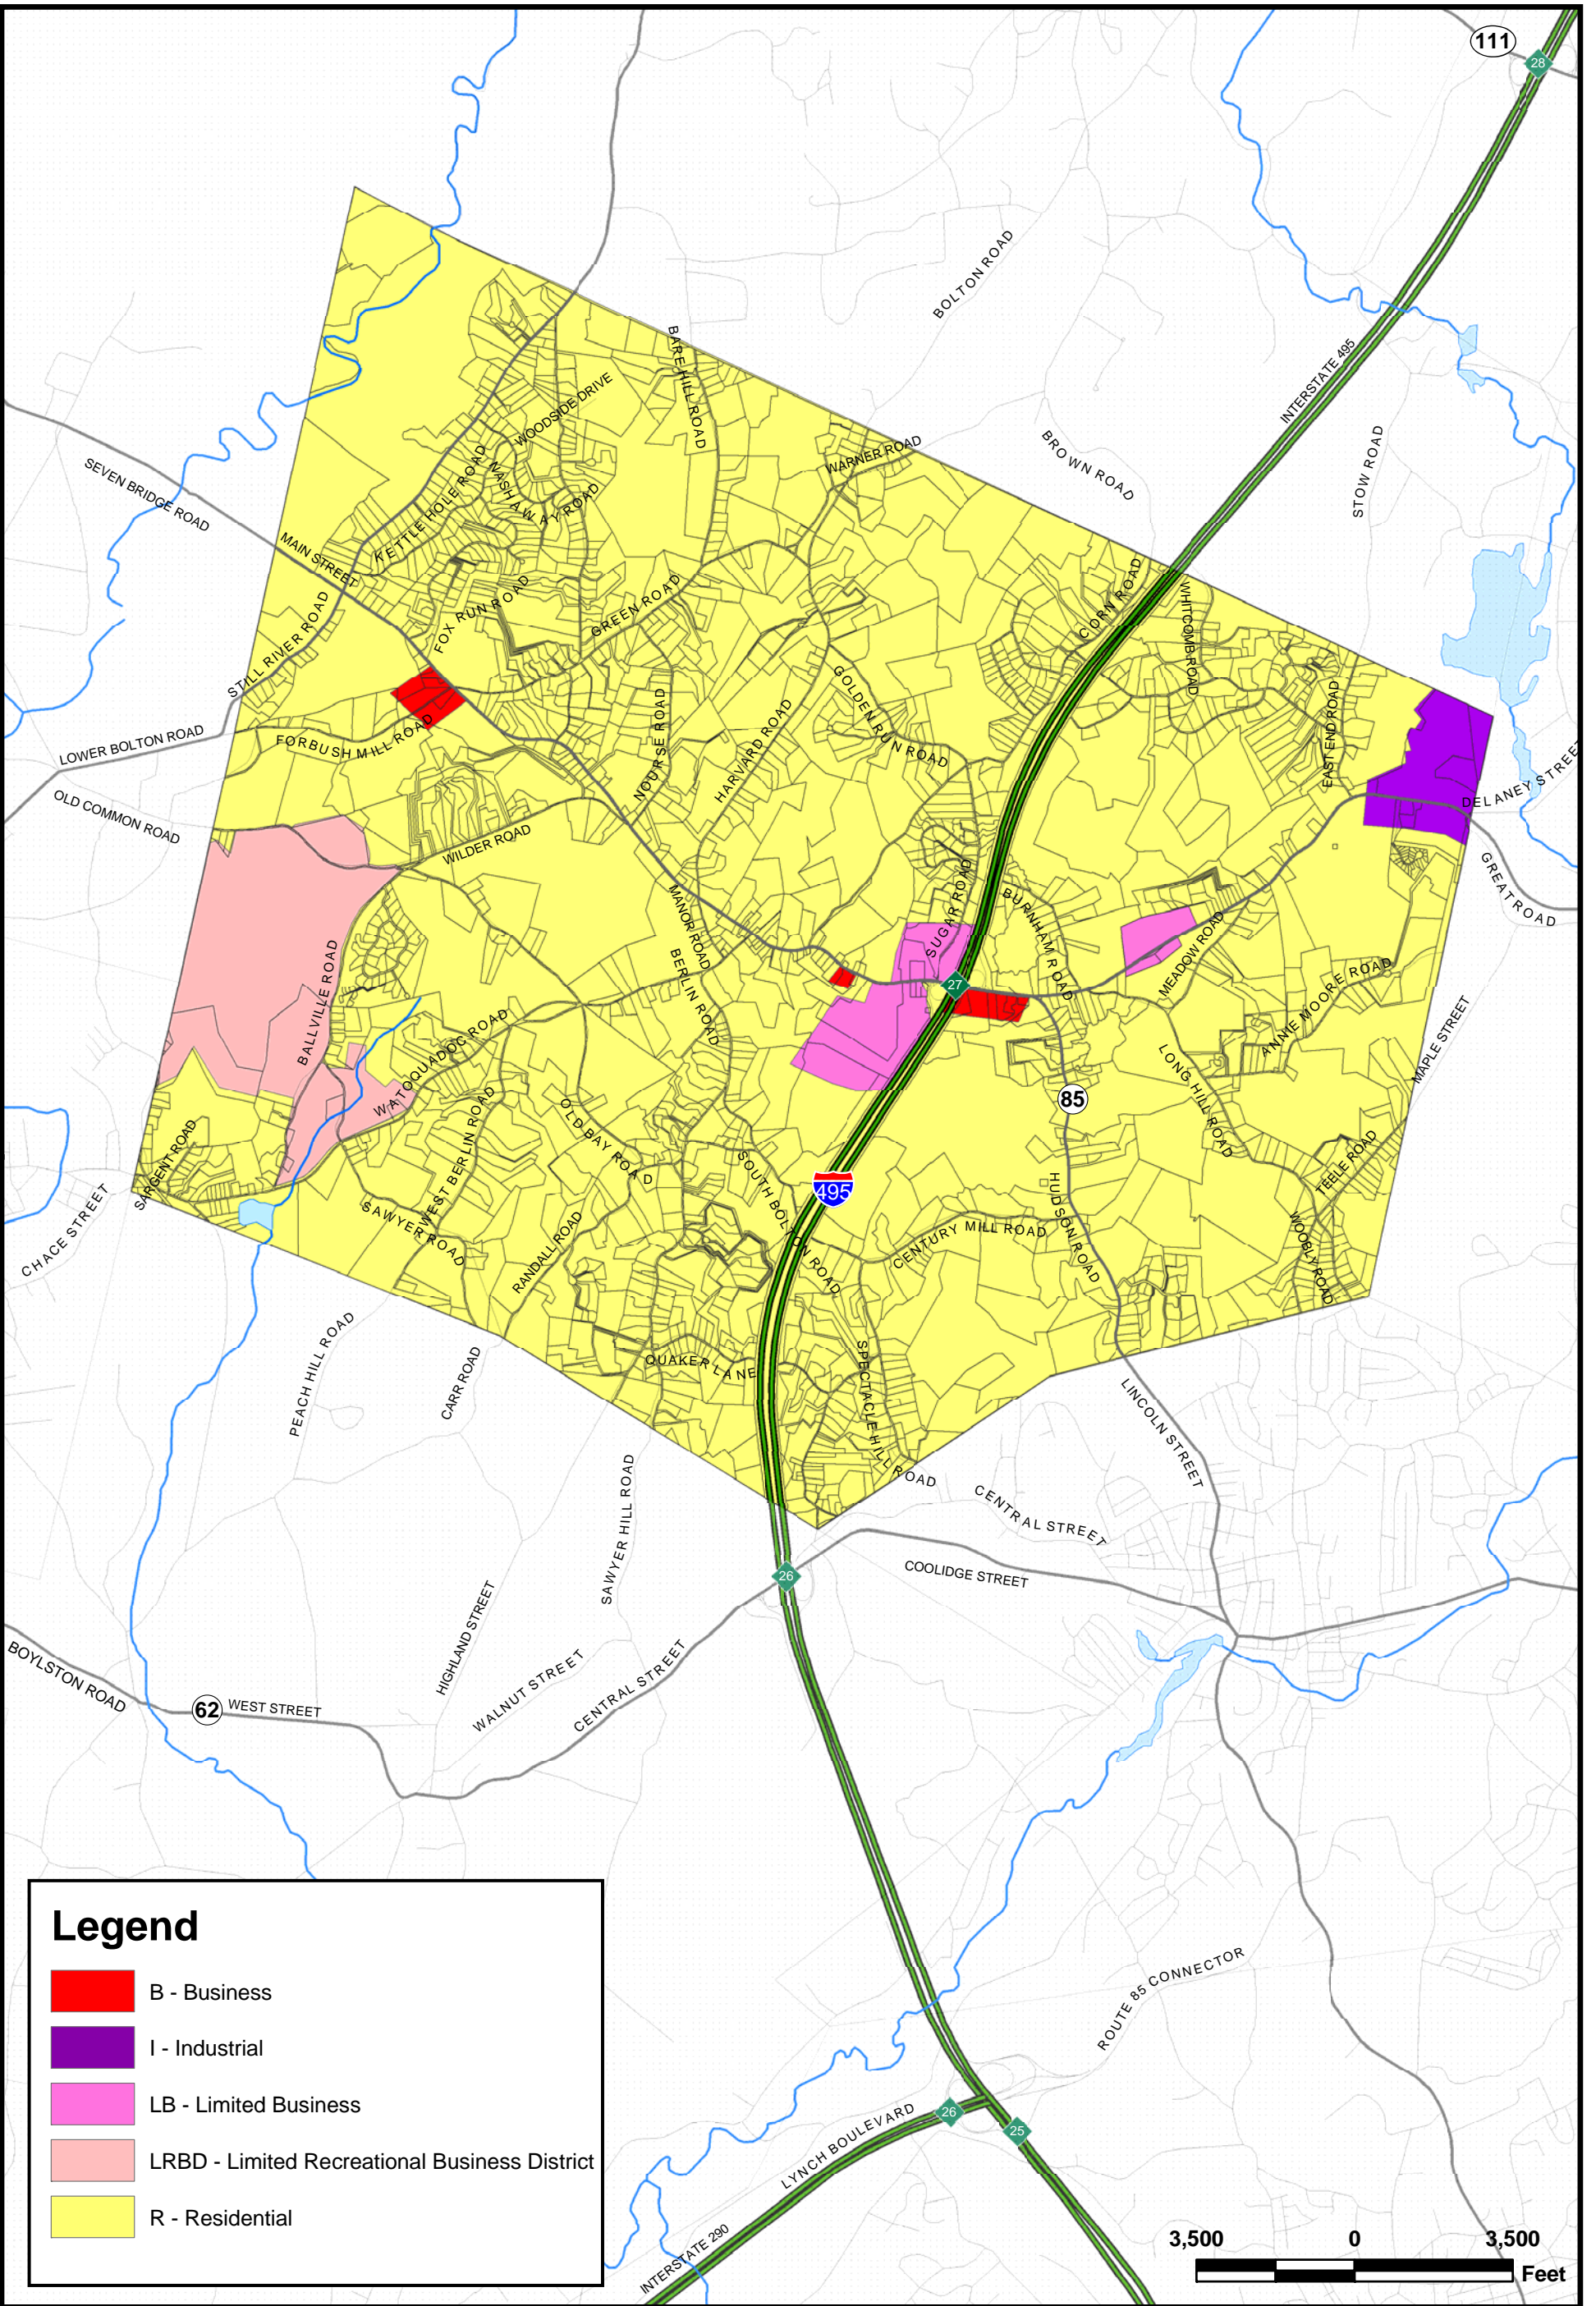 111
28
BOLTON ROAD
INTERSTATE 495
BARE HILL ROAD
WOODSIDE DRIVE
WARNER ROAD
BROWN ROAD
STOW ROAD
SEVEN BRIDGE ROAD
KETTLE HOLE ROAD
NASHAWAY ROAD
MAIN STREET
FOX RUN ROAD
GREEN ROAD
CORN ROAD
WHITCOMB ROAD
STILL RIVER ROAD
GOLDEN RUN ROAD
EAST END ROAD
LOWER BOLTON ROAD
FORBUSH MILL ROAD
NOURSE ROAD
HARVARD ROAD
DELANEY STREET
OLD COMMON ROAD
WILDER ROAD
GREAT ROAD
MANOR ROAD
SUGAR ROAD
BURNHAM ROAD
MEADOW ROAD
BALLVILLE ROAD
BERLIN ROAD
27
ANNIE MOORE ROAD
MAPLE STREET
WATOQUADOC ROAD
LONG HILL ROAD
85
SARGENT ROAD
WEST BERLIN ROAD
OLD BAY ROAD
SOUTH BOLTON ROAD
495
TEELE ROAD
CHACE STREET
SAWYER ROAD
RANDALL ROAD
CENTURY MILL ROAD
HUDSON ROAD
WOOBLY ROAD
PEACH HILL ROAD
CARR ROAD
QUAKER LANE
SPECTACLE HILL ROAD
LINCOLN STREET
SAWYER HILL ROAD
CENTRAL STREET
26
COOLIDGE STREET
HIGHLAND STREET
WALNUT STREET
CENTRAL STREET
BOYLSTON ROAD
62
WEST STREET
ROUTE 85 CONNECTOR
26
25
LYNCH BOULEVARD
INTERSTATE 290
Legend
B - Business
I - Industrial
LB - Limited Business
LRBD - Limited Recreational Business District
R - Residential
3,500 0 3,500
Feet